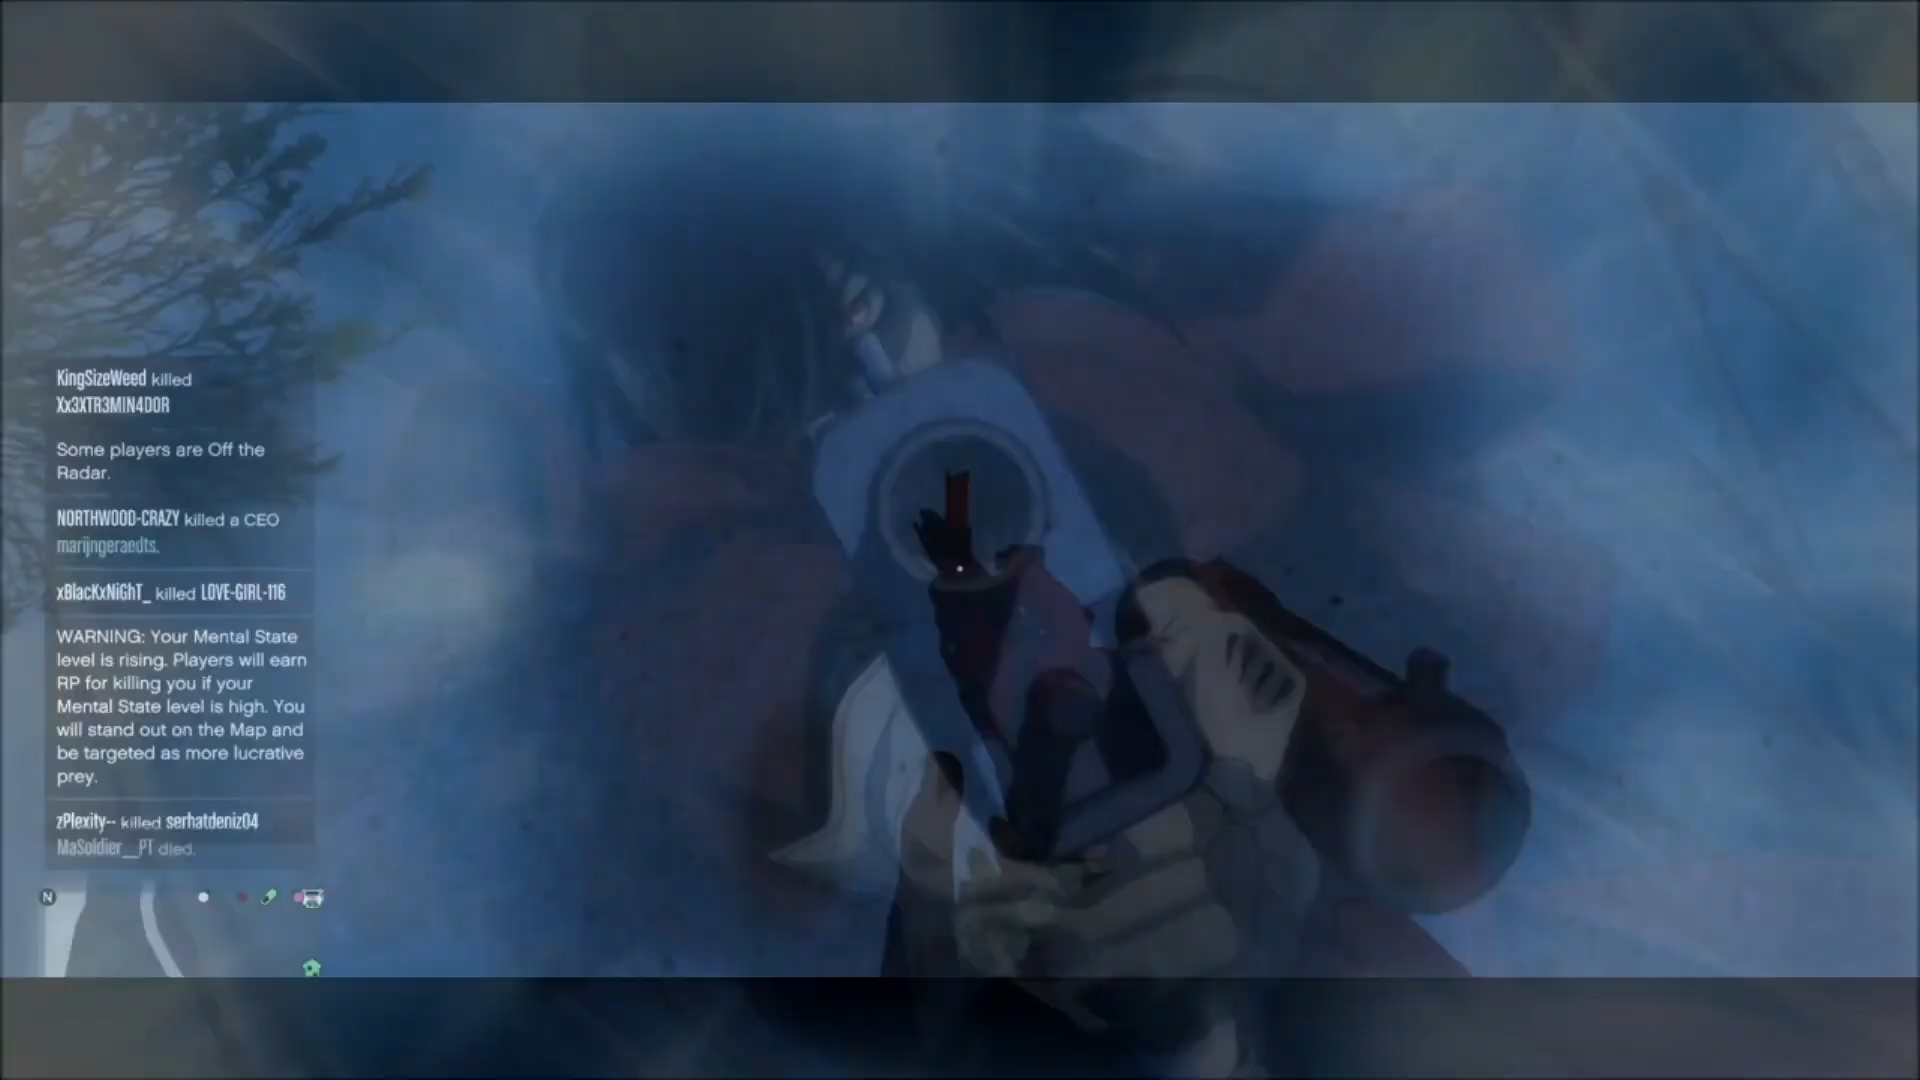 KingSizeWeed killed
Xx3XTR3MIN4DOR
Some players are Off the
Radar.
NORTHWOOD-CRAZY killed a CEO
marijngeraedts.
xBlacKxNiGhT_ killed LOVE-GIRL-116
WARNING: Your Mental State
level is rising. Players will earn
RP for killing you if your
Mental State level is high. You
will stand out on the Map and
be targeted as more lucrative
prey.
zPlexity-- killed serhatdeniz04
MaSoldier__PT died.
N